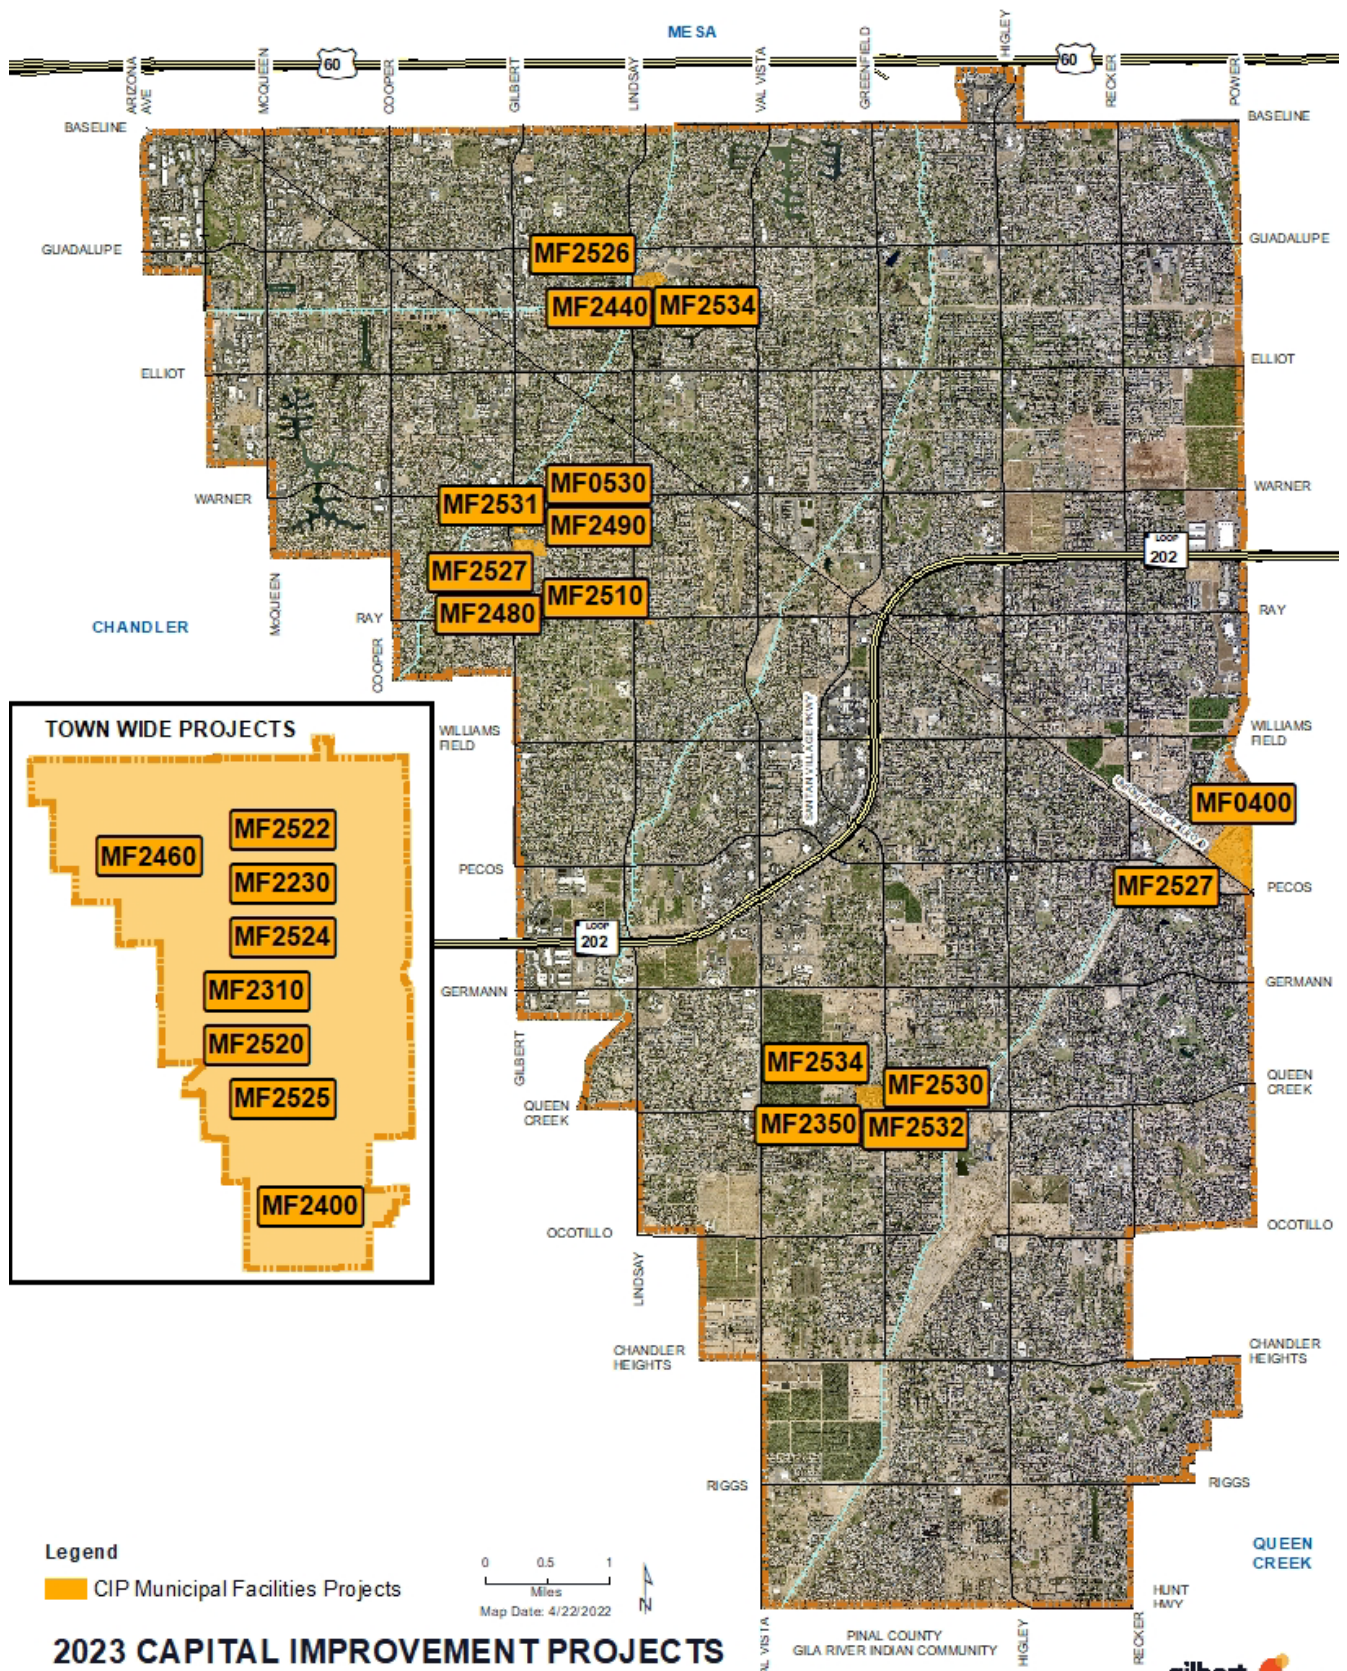 MESA
ARIZONA
AVE
MCQUEEN
60
COOPER
GILBERT
LINDSAY
VAL VISTA
GREENFIELD
HIGLEY
60
RECKER
POWER
BASELINE
BASELINE
GUADALUPE
GUADALUPE
MF2526
MF2440
MF2534
ELLIOT
ELLIOT
WARNER
WARNER
MF0530
MF2531
MF2490
MF2527
MF2510
MF2480
LOOP
202
CHANDLER
McQUEEN
RAY
RAY
COOPER
WILLIAMS
FIELD
WILLIAMS
FIELD
SANTAN VILLAGE PKWY
MF0400
MF2527
PECOS
PECOS
LOOP
202
GERMANN
GERMANN
GILBERT
MF2534
MF2530
MF2350
MF2532
QUEEN
CREEK
QUEEN
CREEK
OCOTILLO
OCOTILLO
LINDSAY
CHANDLER
HEIGHTS
CHANDLER
HEIGHTS
RIGGS
RIGGS
TOWN WIDE PROJECTS
MF2522
MF2460
MF2230
MF2524
MF2310
MF2520
MF2525
MF2400
QUEEN
CREEK
HUNT
HWY
Legend
CIP Municipal Facilities Projects
0 0.5 1
Miles
Map Date: 4/22/2022
N
AL VISTA
PINAL COUNTY
GILA RIVER INDIAN COMMUNITY
HIGLEY
RECKER
2023 CAPITAL IMPROVEMENT PROJECTS
gilbert